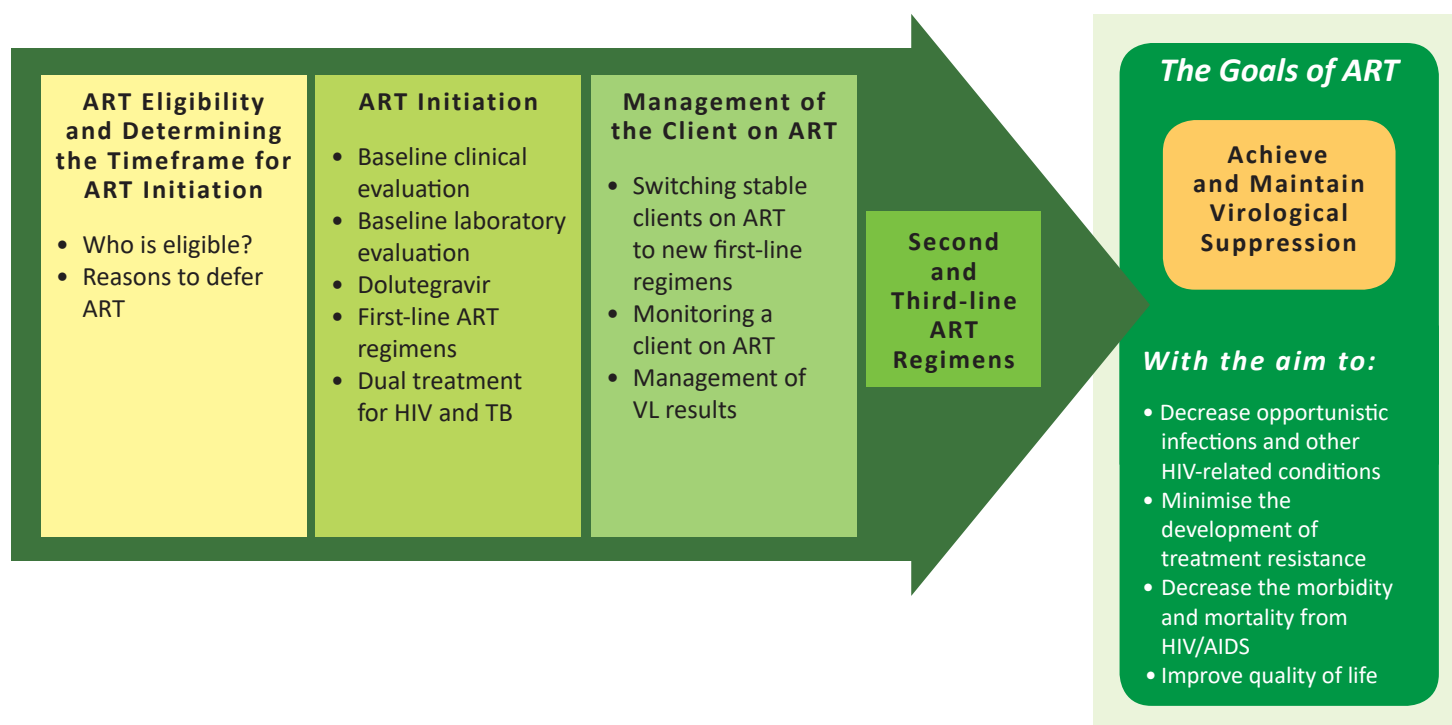 ART Eligibility
and Determining
the Timeframe for
ART Initiation
• Who is eligible?
• Reasons to defer
ART
ART Initiation
• Baseline clinical
evaluation
• Baseline laboratory
evaluation
• Dolutegravir
• First-line ART
regimens
• Dual treatment
for HIV and TB
Management of
the Client on ART
• Switching stable
clients on ART
to new first-line
regimens
• Monitoring a
client on ART
• Management of
VL results
Second
and
Third-line
ART
Regimens
The Goals of ART
Achieve
and Maintain
Virological
Suppression
With the aim to:
• Decrease opportunistic
infections and other
HIV-related conditions
• Minimise the
development of
treatment resistance
• Decrease the morbidity
and mortality from
HIV/AIDS
• Improve quality of life